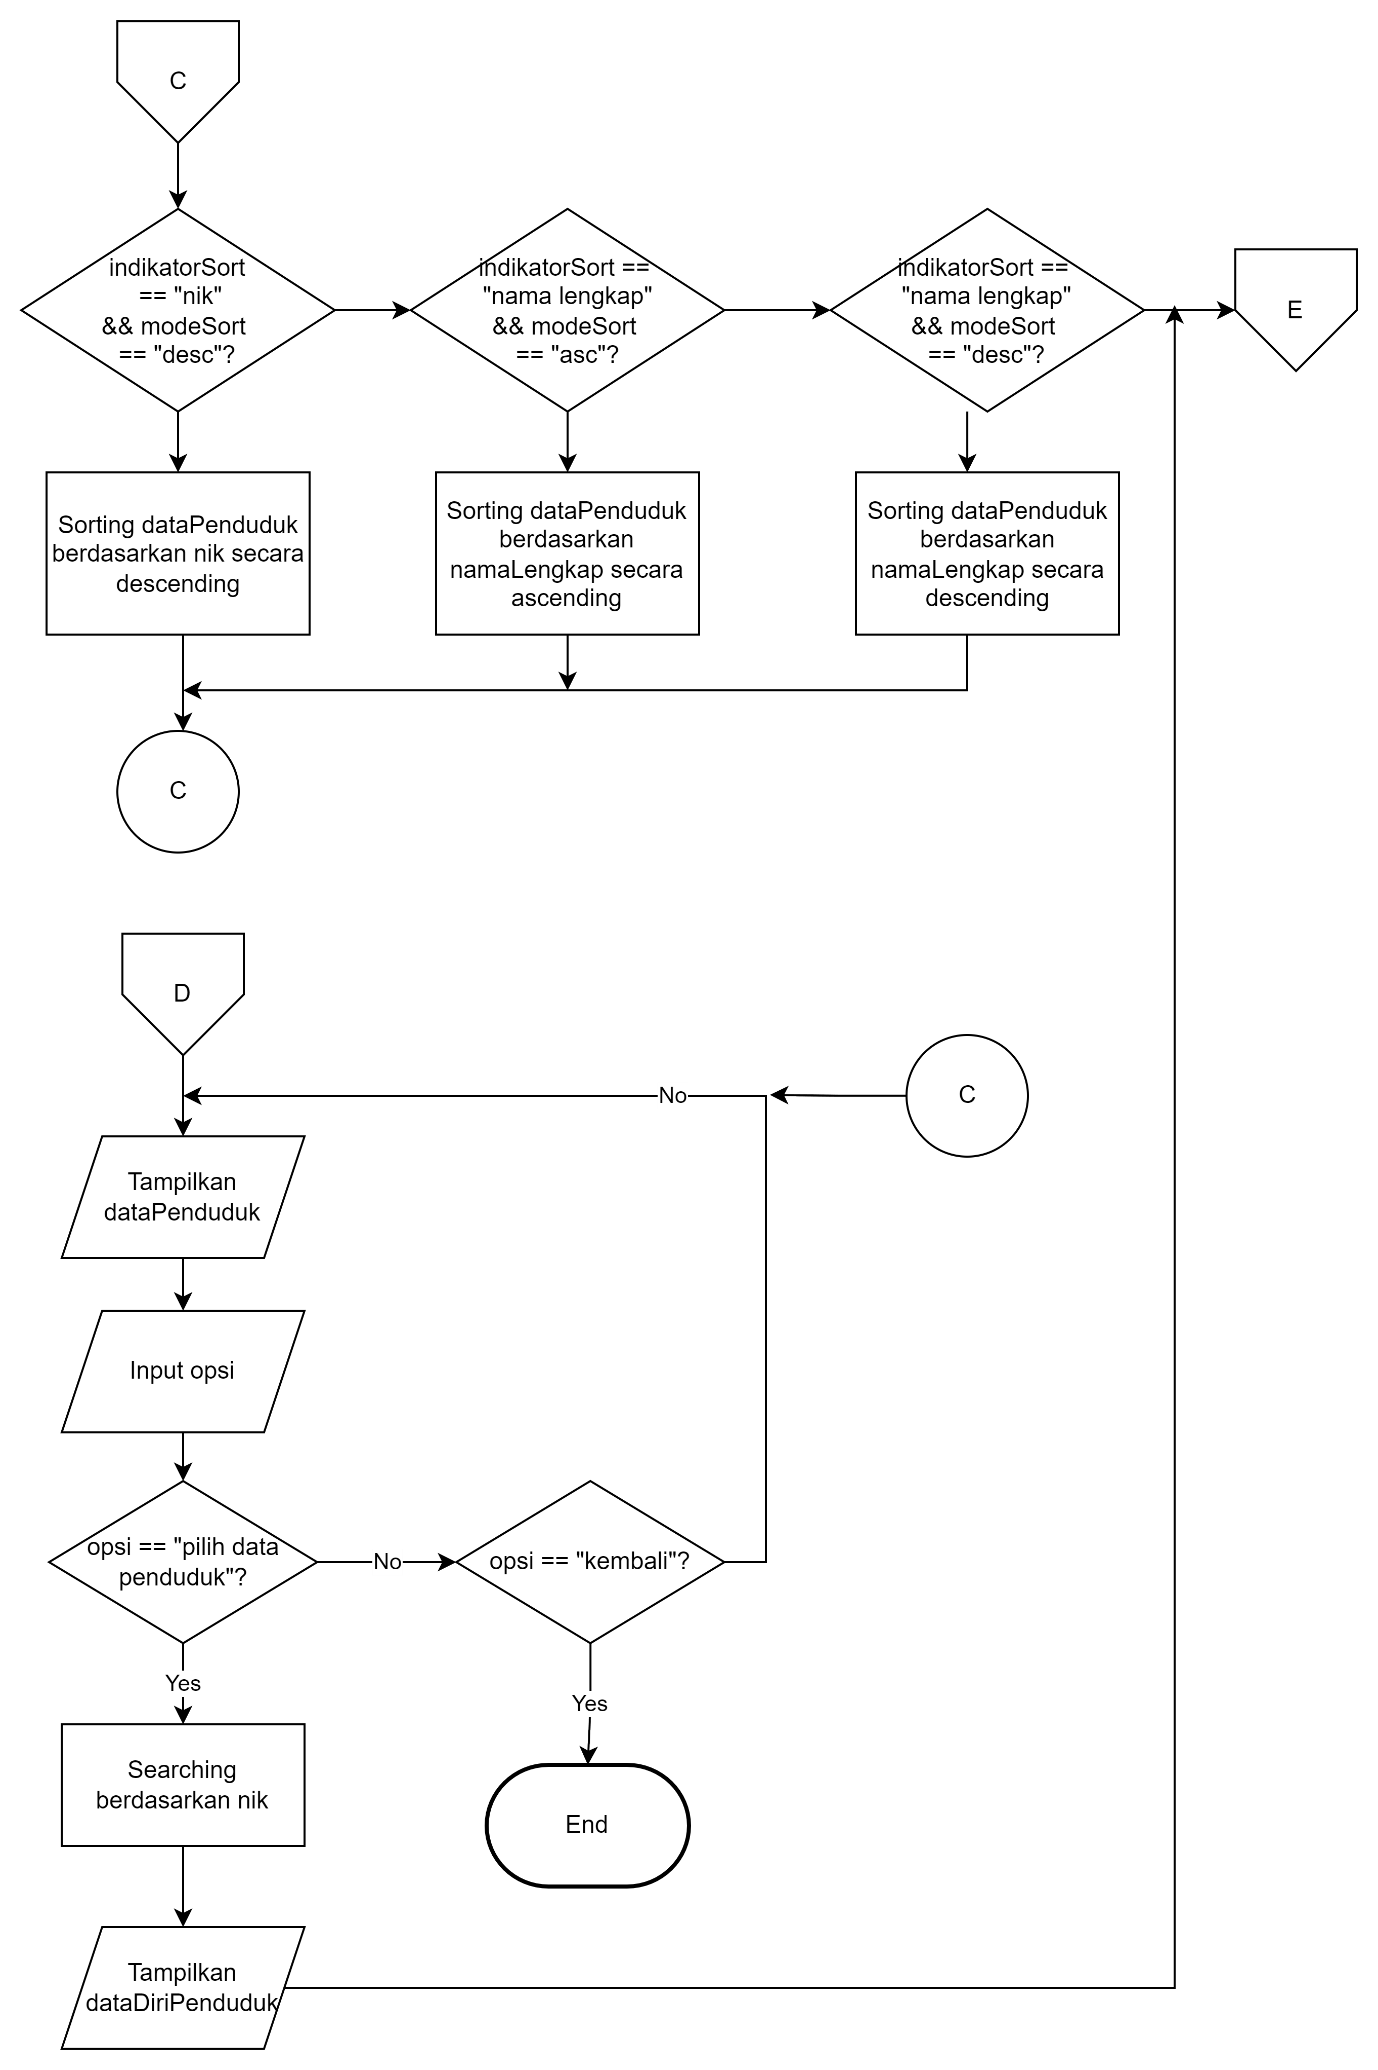 C
indikatorSort
== "nik"
&& modeSort
== "desc"?
indikatorSort ==
"nama lengkap"
&& modeSort
== "asc"?
indikatorSort ==
"nama lengkap"
&& modeSort
== "desc"?
E
Sorting dataPenduduk
berdasarkan nik secara
descending
Sorting dataPenduduk
berdasarkan
namaLengkap secara
ascending
Sorting dataPenduduk
berdasarkan
namaLengkap secara
descending
C
D
No
C
Tampilkan
dataPenduduk
Input opsi
opsi == "pilih data
penduduk"?
No
opsi == "kembali"?
Yes
Yes
Searching
berdasarkan nik
End
Tampilkan
dataDiriPenduduk